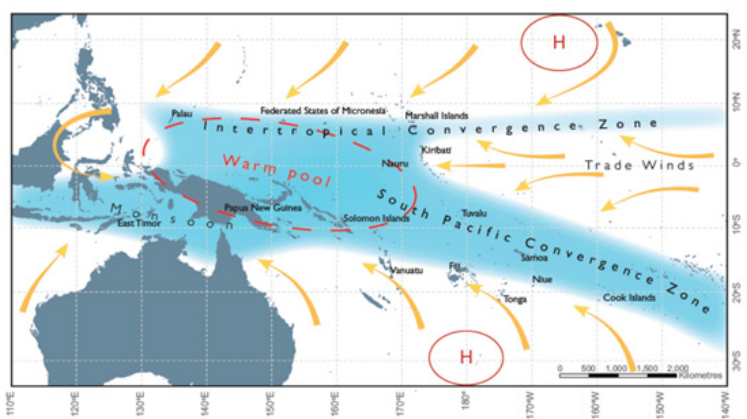 H
20°N
Palau
Federated States of Micronesia
Marshall Islands
10°N
Intertropical Convergence Zone
Kiribati
Warm pool
Nauru
Trade Winds
0°
Papua New Guinea
Solomon Islands
Tuvalu
Monsoon
East Timor
South Pacific Convergence Zone
10°S
Vanuatu
Fiji
Samoa
Niue
Tonga
Cook Islands
20°S
H
0 500 1,000 1,500 2,000
Kilometres
30°S
110°E 120°E 130°E 140°E 150°E 160°E 170°E 180° 170°W 160°W 150°W 140°W